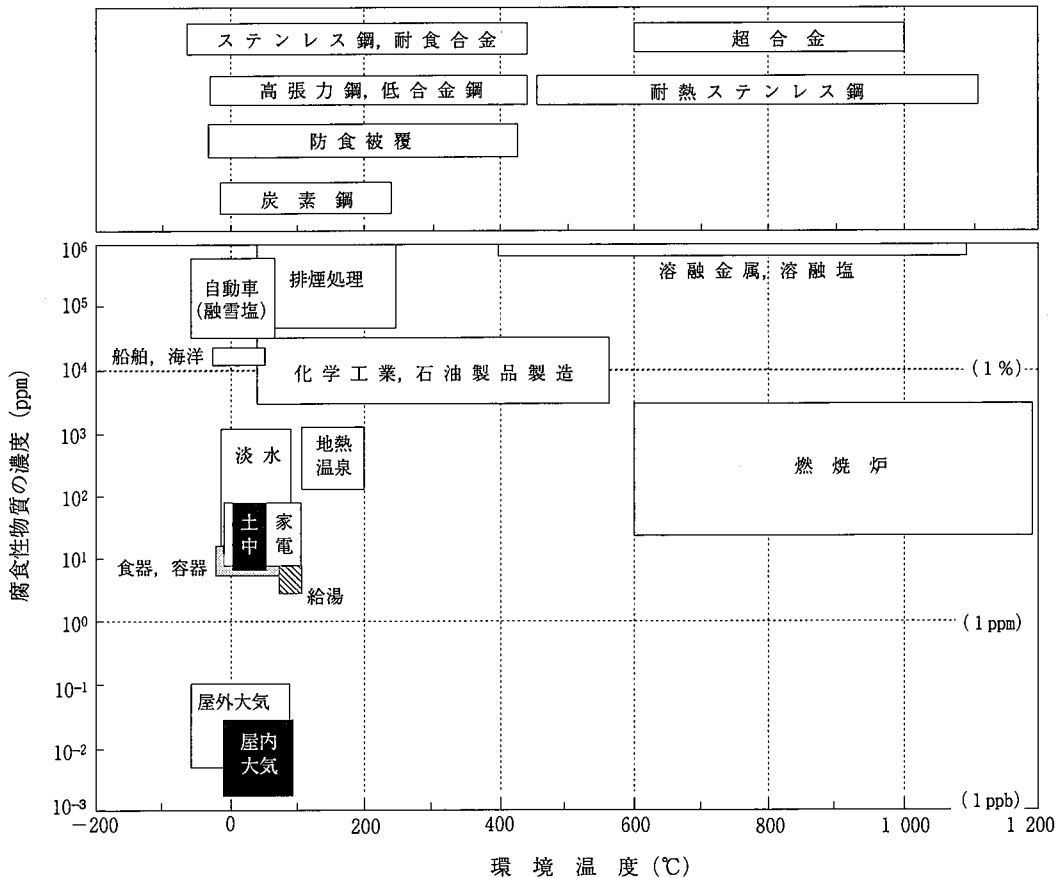 ステンレス鋼,耐食合金
超合金
高張力鋼,低合金鋼
耐熱ステンレス鋼
防食被覆
炭素鋼
腐食性物質の濃度 (ppm)
10⁶
10⁵
10⁴
10³
10²
10¹
10⁰
10⁻¹
10⁻²
10⁻³
自動車
(融雪塩)
排煙処理
溶融金属,溶融塩
船舶,海洋
化学工業,石油製品製造
(1%)
淡水
地熱
温泉
燃焼炉
土
中
家
電
食器,容器
給湯
(1 ppm)
屋外大気
屋内
大気
(1 ppb)
−200
0
200
400
600
800
1 000
1 200
環境温度 (℃)